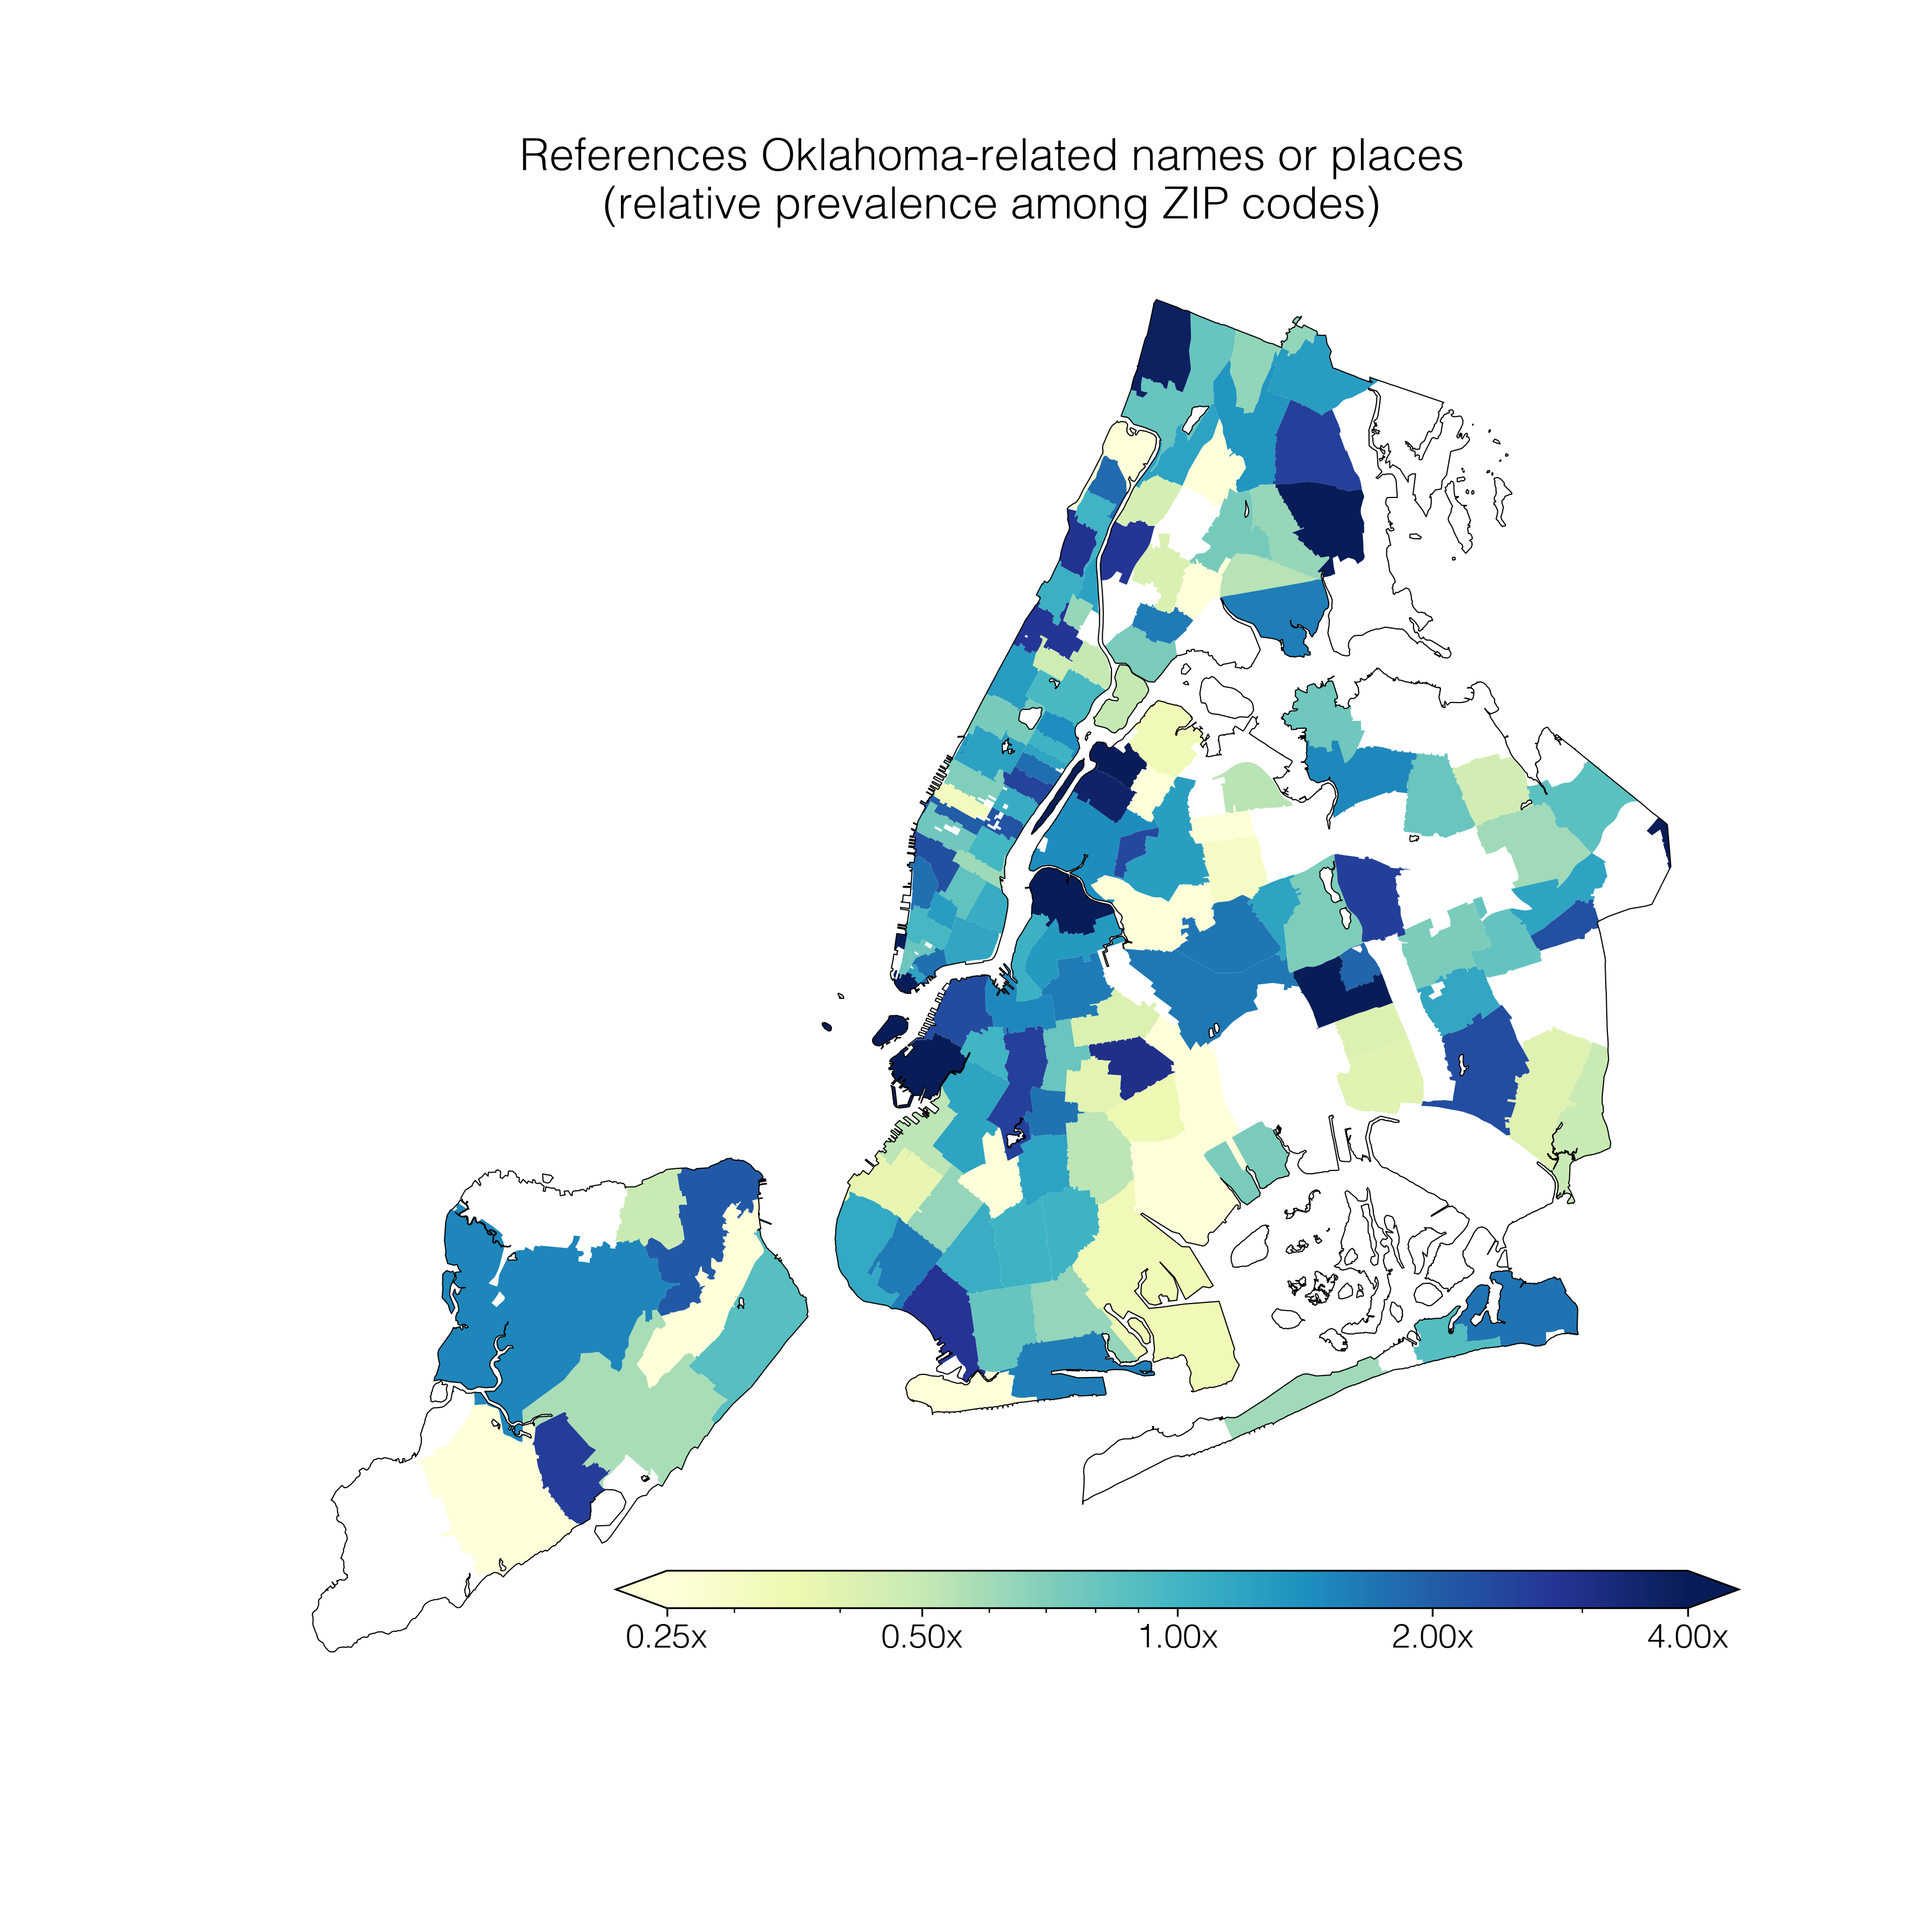 References Oklahoma-related names or places
(relative prevalence among ZIP codes)
0.25x 0.50x 1.00x 2.00x 4.00x